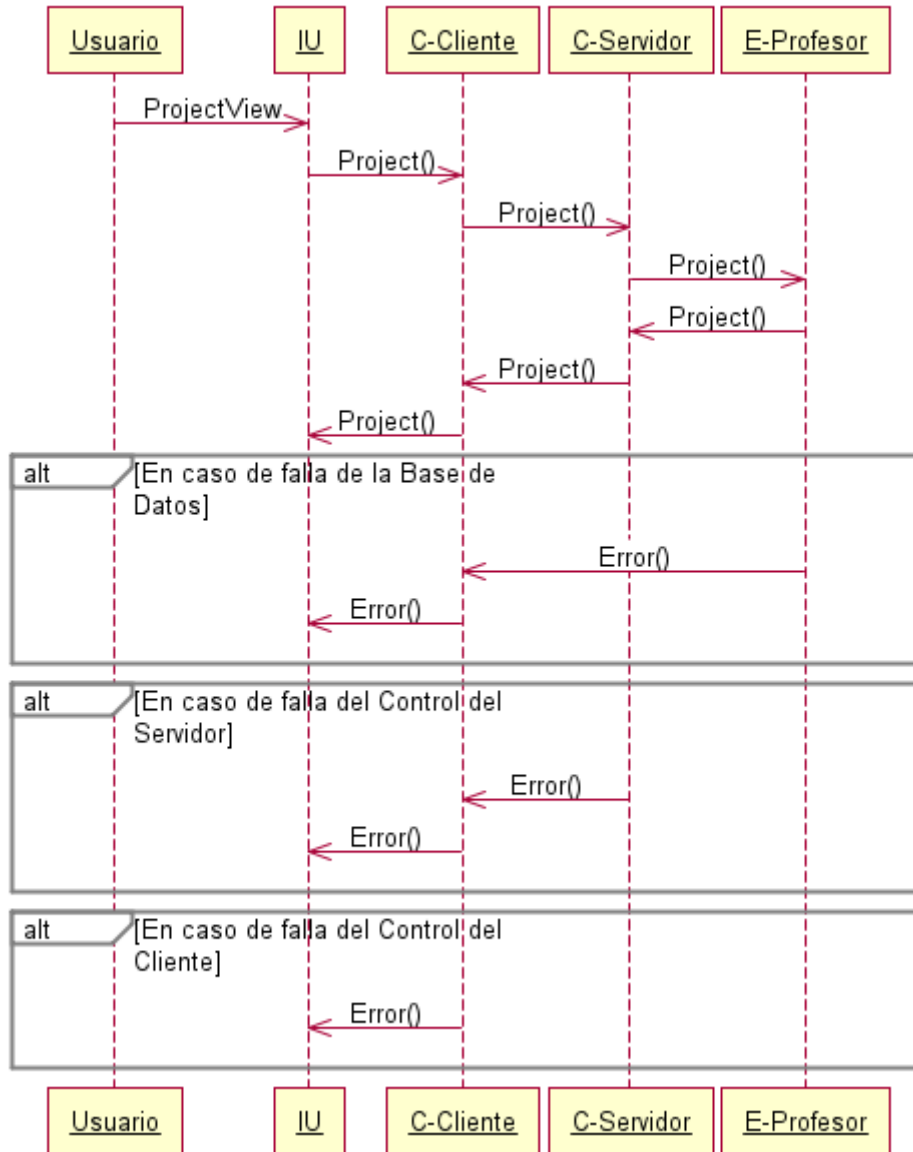 Usuario IU C-Cliente C-Servidor E-Profesor
ProjectView
Project()
Project()
Project()
Project()
Project()
Project()
alt [En caso de falla de la Base de
Datos]
Error()
Error()
alt [En caso de falla del Control del
Servidor]
Error()
Error()
alt [En caso de falla del Control del
Cliente]
Error()
Usuario IU C-Cliente C-Servidor E-Profesor